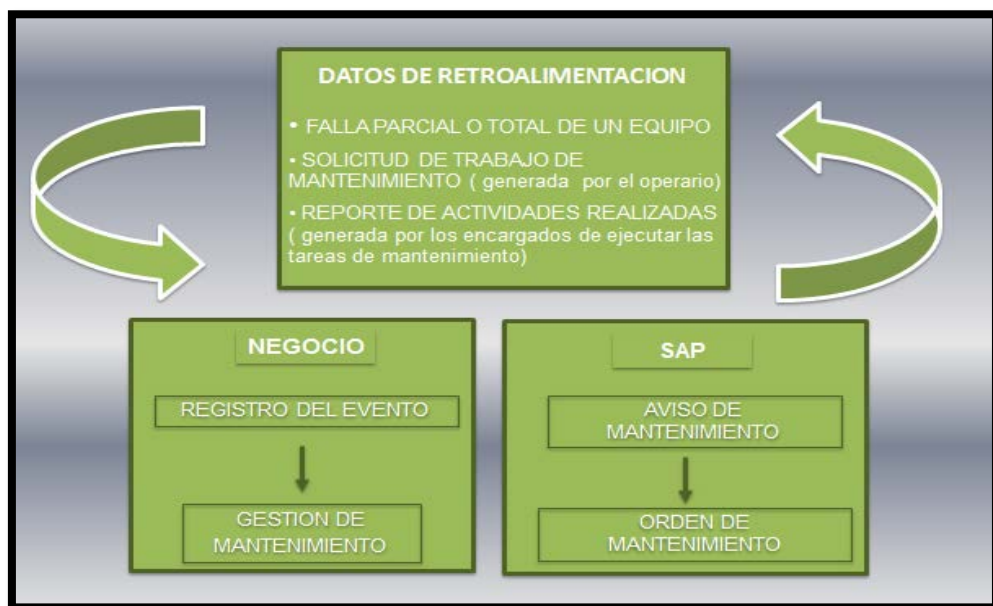 DATOS DE RETROALIMENTACION
• FALLA PARCIAL O TOTAL DE UN EQUIPO
• SOLICITUD DE TRABAJO DE
MANTENIMIENTO ( generada por el operario)
• REPORTE DE ACTIVIDADES REALIZADAS
( generada por los encargados de ejecutar las
tareas de mantenimiento)
NEGOCIO
REGISTRO DEL EVENTO
GESTION DE
MANTENIMIENTO
SAP
AVISO DE
MANTENIMIENTO
ORDEN DE
MANTENIMIENTO